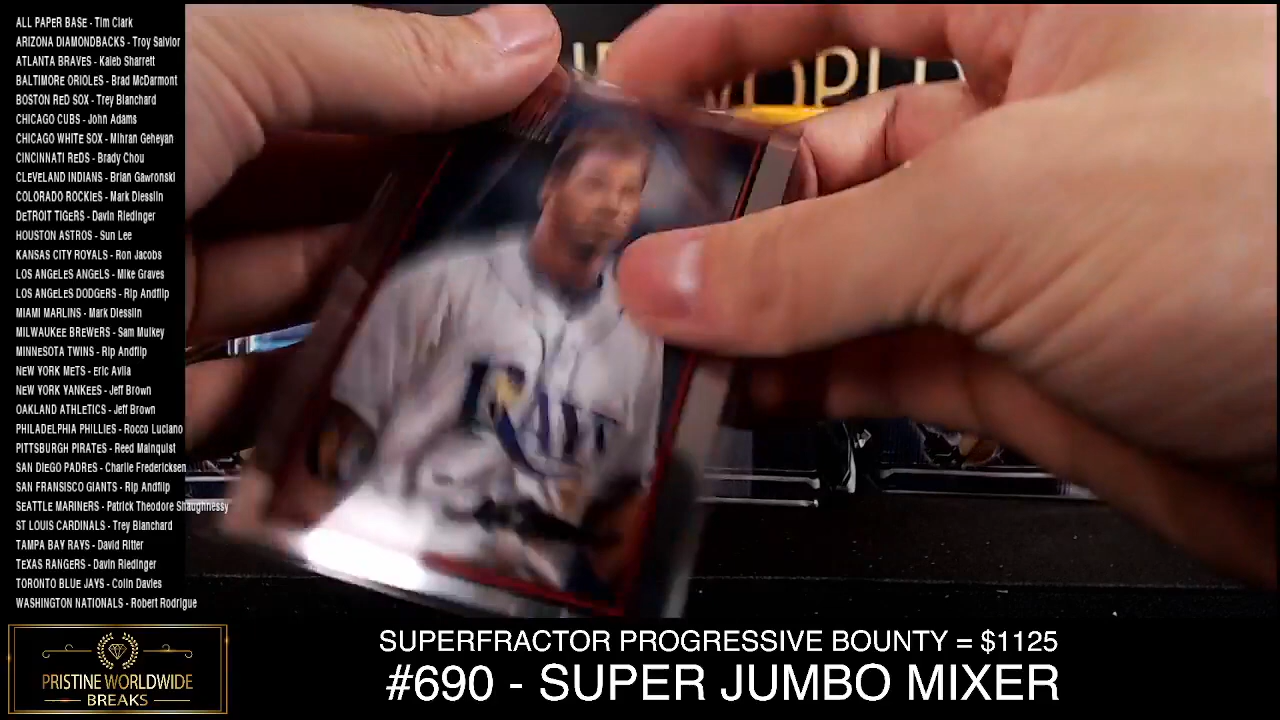 ALL PAPER BASE - Tim Clark
ARIZONA DIAMONDBACKS - Troy Salvior
ATLANTA BRAVES - Kaleb Sharrett
BALTIMORE ORIOLES - Brad McDarmont
BOSTON RED SOX - Trey Blanchard
CHICAGO CUBS - John Adams
CHICAGO WHITE SOX - Mihran Geheyan
CINCINNATI REDS - Brady Chou
CLEVELAND INDIANS - Brian Gawronski
COLORADO ROCKIES - Mark Diesslin
DETROIT TIGERS - Davin Riedinger
HOUSTON ASTROS - Sun Lee
KANSAS CITY ROYALS - Ron Jacobs
LOS ANGELES ANGELS - Mike Graves
LOS ANGELES DODGERS - Rip Andflip
MIAMI MARLINS - Mark Diesslin
MILWAUKEE BREWERS - Sam Mulkey
MINNESOTA TWINS - Rip Andflip
NEW YORK METS - Eric Avila
NEW YORK YANKEES - Jeff Brown
OAKLAND ATHLETICS - Jeff Brown
PHILADELPHIA PHILLIES - Rocco Luciano
PITTSBURGH PIRATES - Reed Mainquist
SAN DIEGO PADRES - Charlie Fredericksen
SAN FRANSISCO GIANTS - Rip Andflip
SEATTLE MARINERS - Patrick Theodore Shaughnessy
ST LOUIS CARDINALS - Trey Blanchard
TAMPA BAY RAYS - David Ritter
TEXAS RANGERS - Davin Riedinger
TORONTO BLUE JAYS - Colin Davies
WASHINGTON NATIONALS - Robert Rodrigue
PRISTINE WORLDWIDE
BREAKS
RAYS
SUPERFRACTOR PROGRESSIVE BOUNTY = $1125
#690 - SUPER JUMBO MIXER